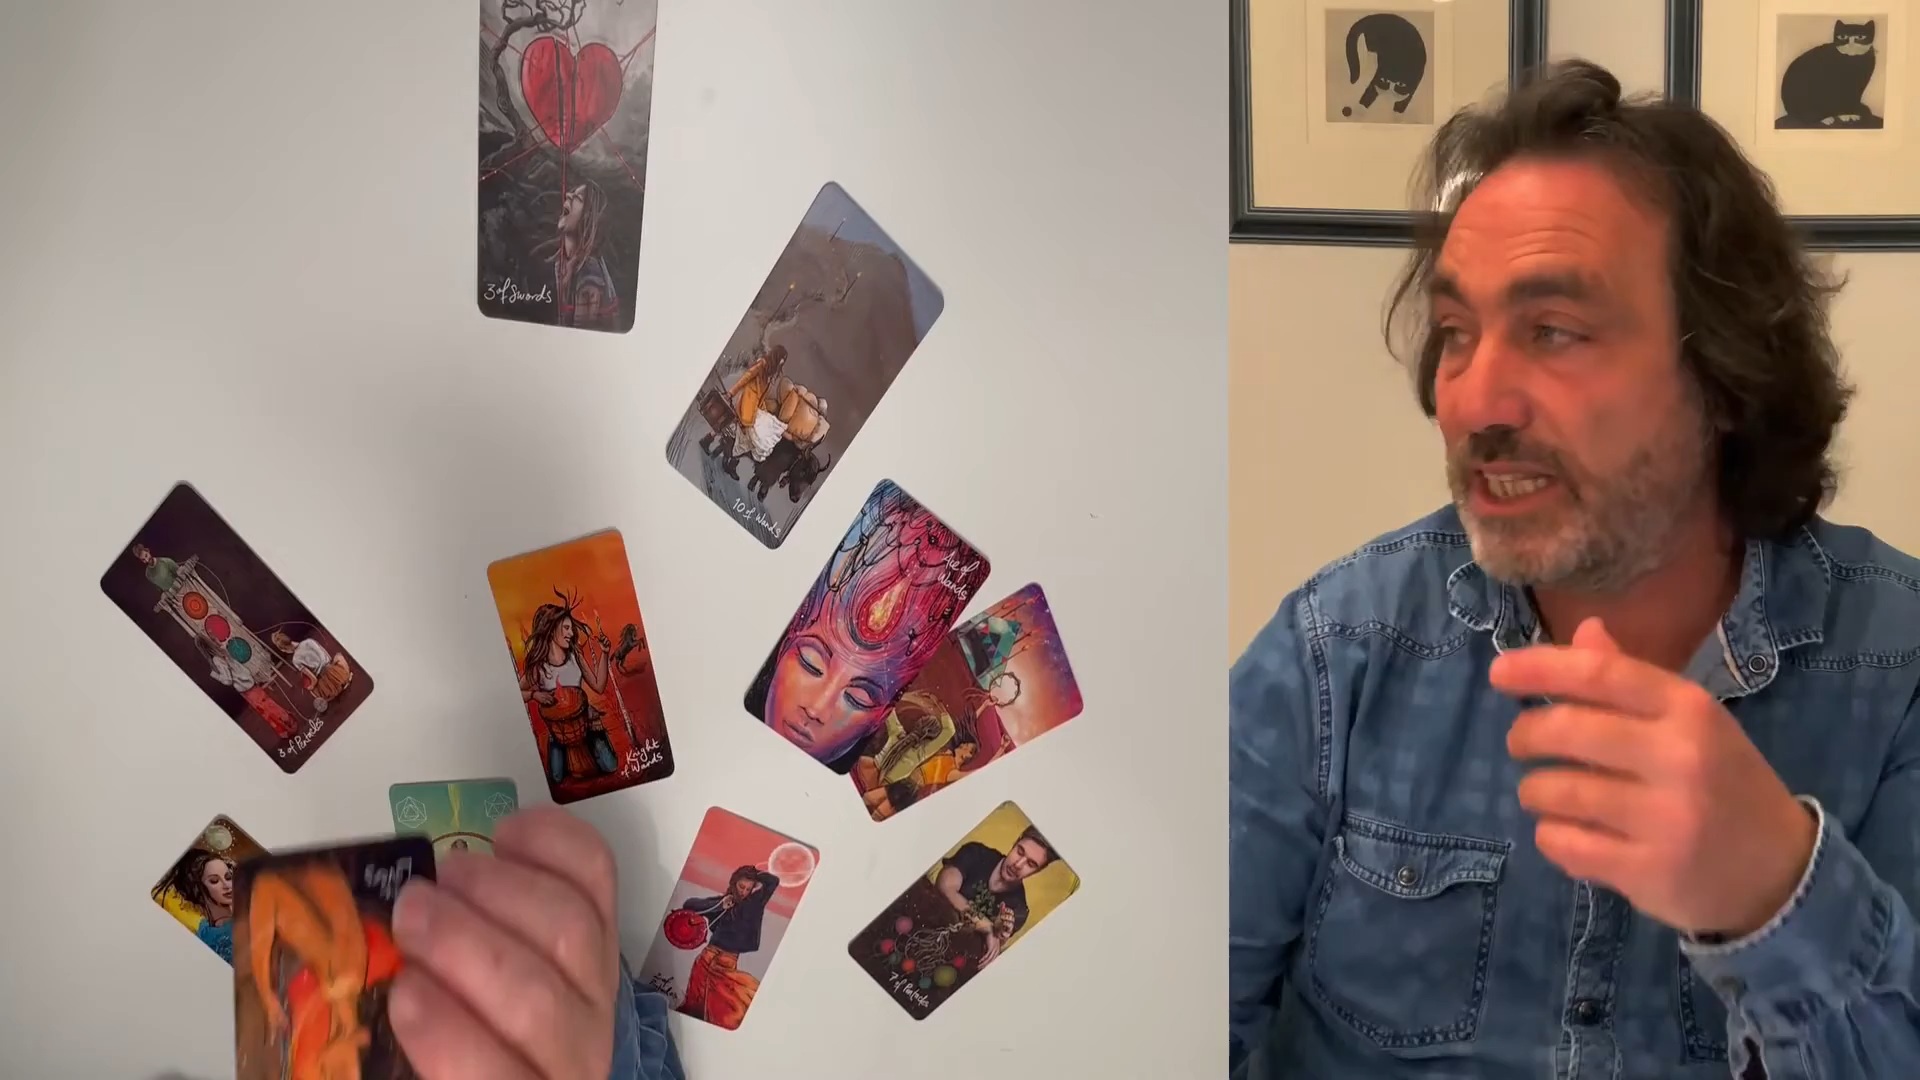 3 of Swords
10 of Wands
Ace of
Wands
3 of Pentacles
Knight
of Wands
7 of Pentacles